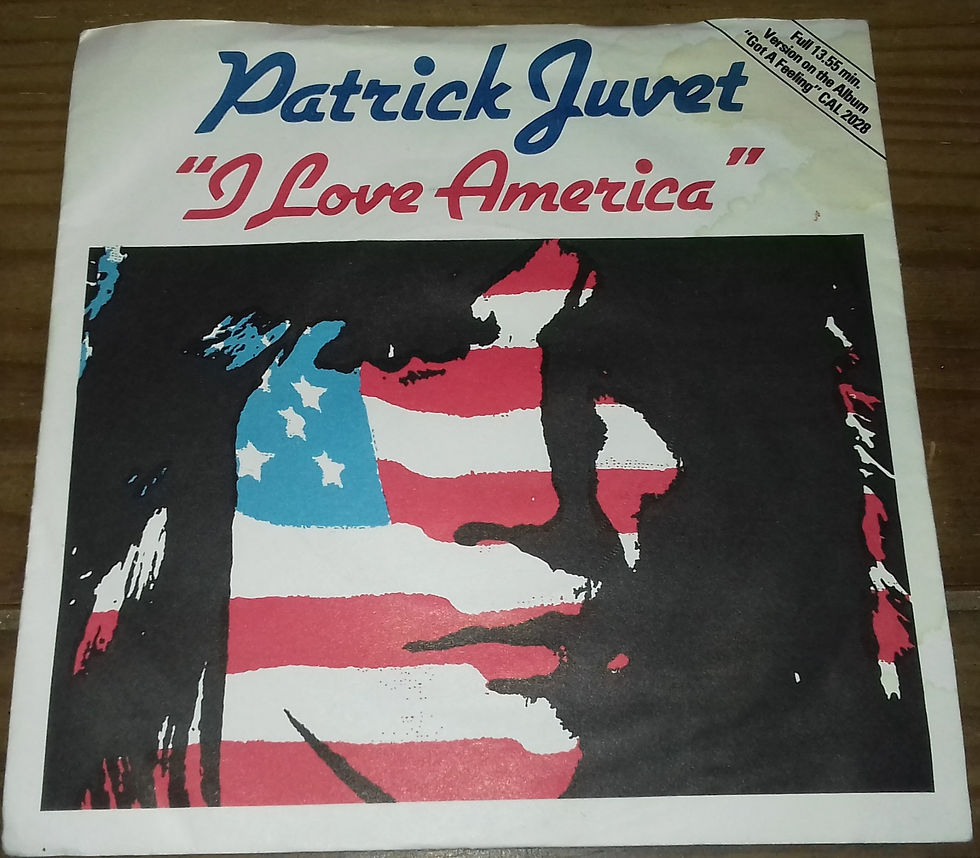 Patrick Juvet
"I Love America"
Full 13.55 min.
Version on the Album
"Got A Feeling" CAL 2028